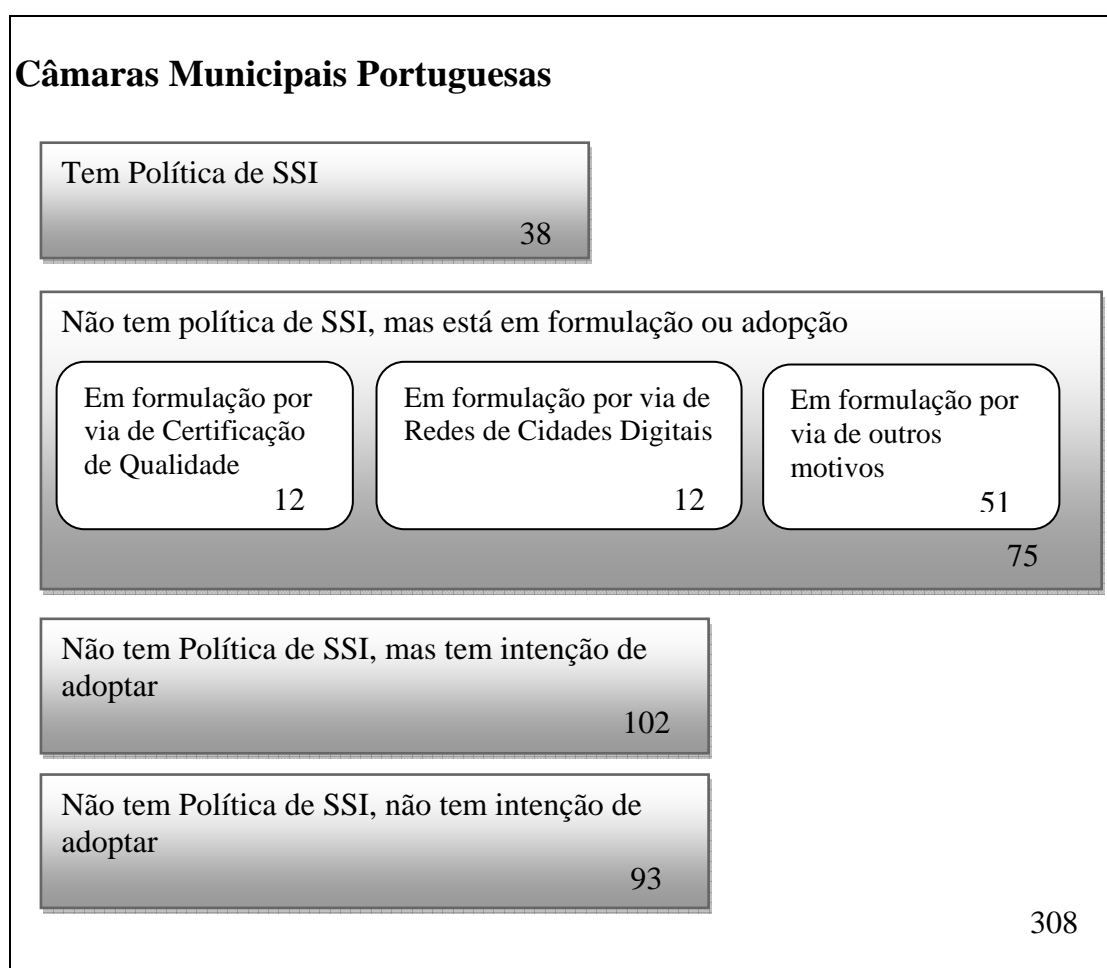 Câmaras Municipais Portuguesas
Tem Política de SSI
38
Não tem política de SSI, mas está em formulação ou adopção
Em formulação por
via de Certificação
de Qualidade
12
Em formulação por via de
Redes de Cidades Digitais
12
Em formulação por
via de outros
motivos
51
75
Não tem Política de SSI, mas tem intenção de
adoptar
102
Não tem Política de SSI, não tem intenção de
adoptar
93
308